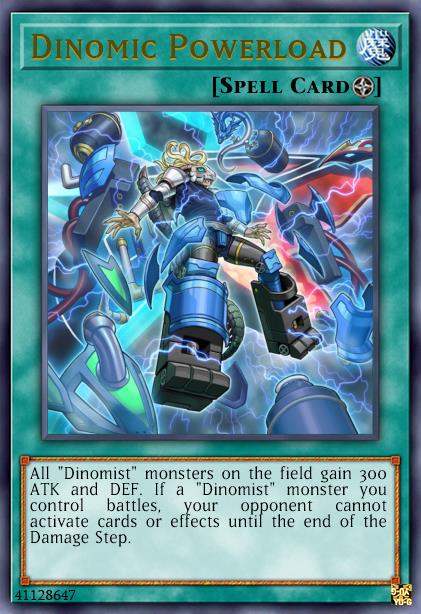 Dinomic Powerload
魔
[Spell Card]
All "Dinomist" monsters on the field gain 300
ATK and DEF. If a "Dinomist" monster you
control battles, your opponent cannot
activate cards or effects until the end of the
Damage Step.
41128647